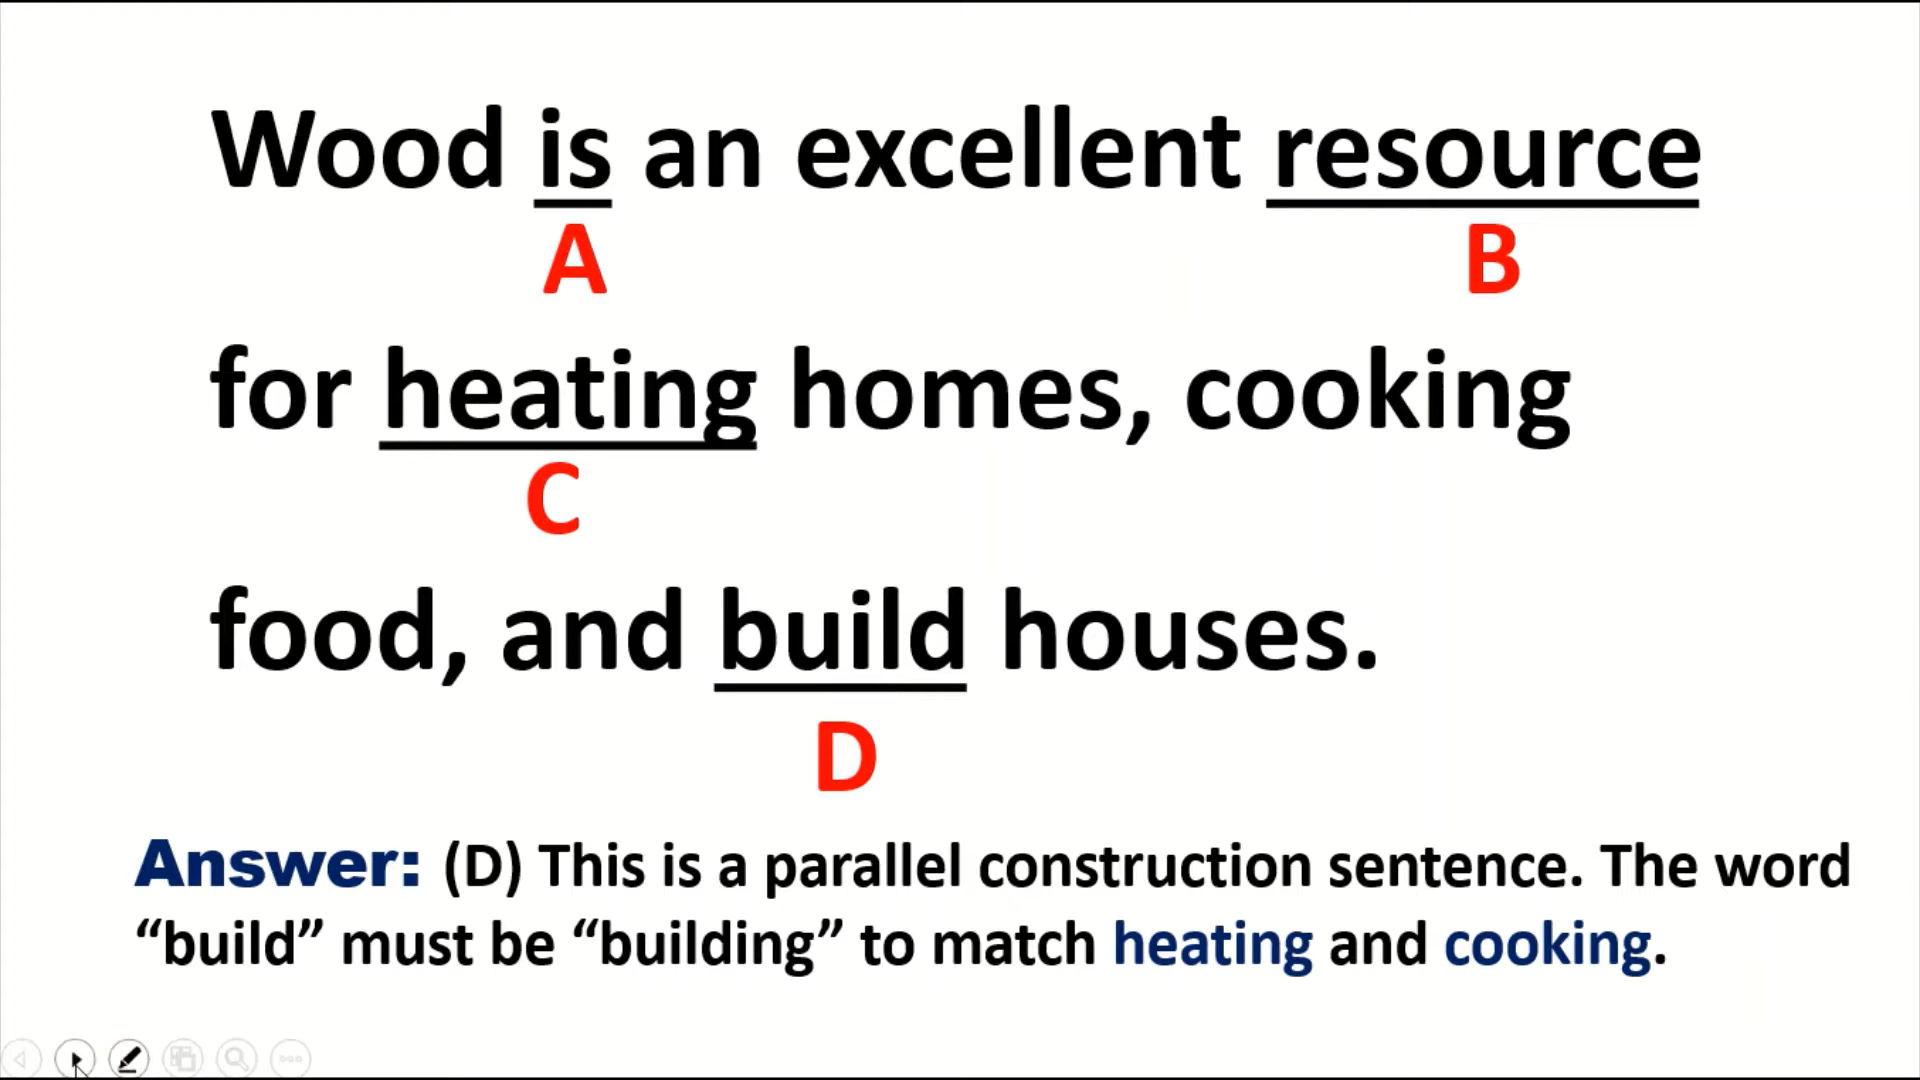 Wood is an excellent resource
A B
for heating homes, cooking
C
food, and build houses.
D
Answer: (D) This is a parallel construction sentence. The word
“build” must be “building” to match heating and cooking.